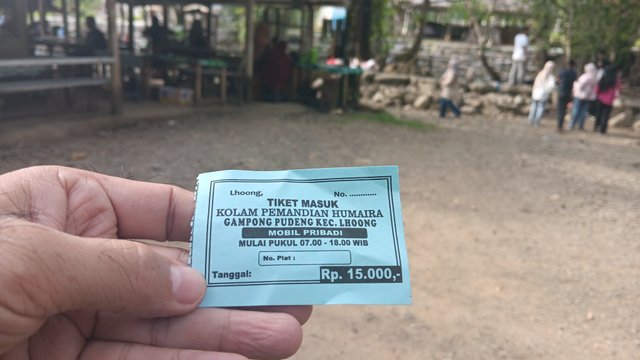 Lhoong, No. ............
TIKET MASUK
KOLAM PEMANDIAN HUMAIRA
GAMPONG PUDENG KEC. LHOONG
MOBIL PRIBADI
MULAI PUKUL 07.00 - 18.00 WIB
No. Plat :
Tanggal: Rp. 15.000,-